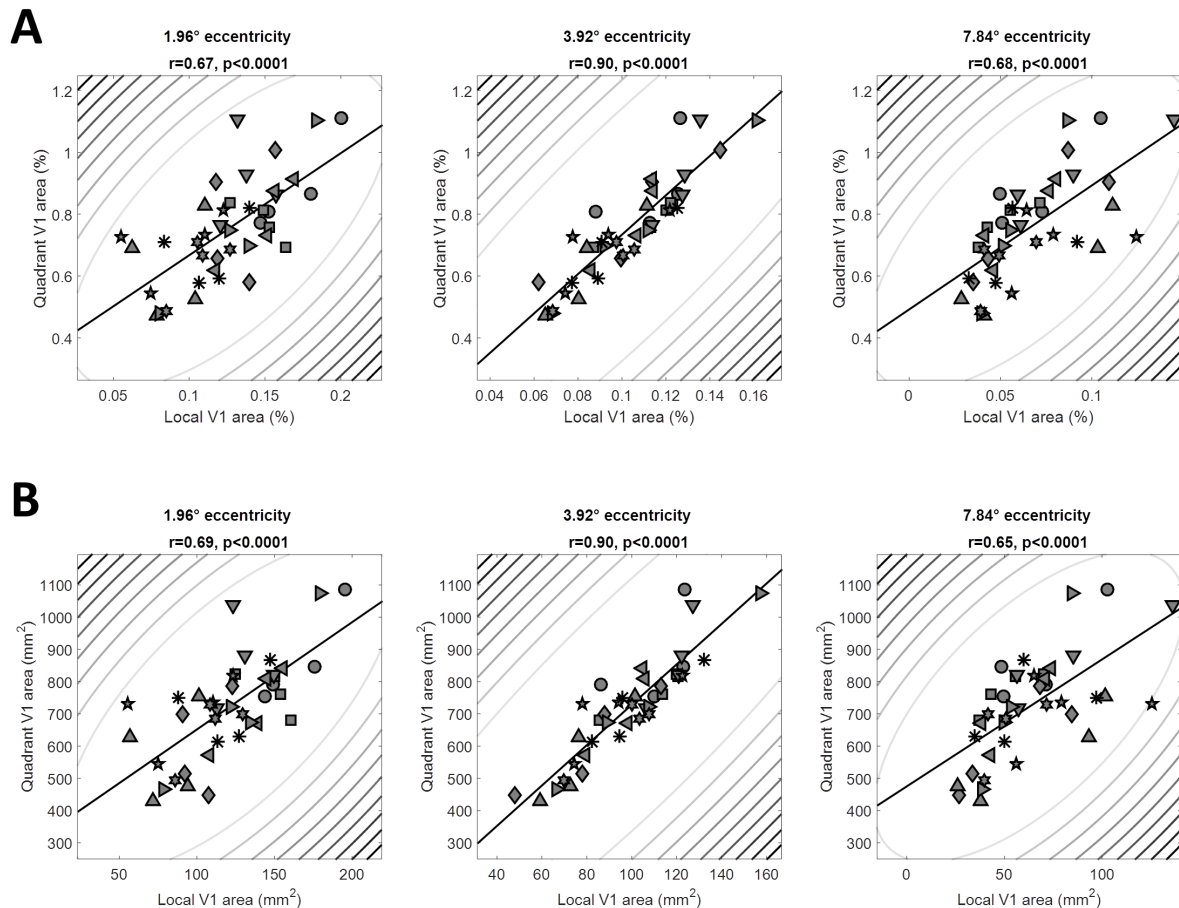 A
1.96° eccentricity
r=0.67, p<0.0001
1.2
1
0.8
0.6
0.4
Quadrant V1 area (%)
0.05
0.1
0.15
0.2
Local V1 area (%)
3.92° eccentricity
r=0.90, p<0.0001
1.2
1
0.8
0.6
0.4
Quadrant V1 area (%)
0.04
0.06
0.08
0.1
0.12
0.14
0.16
Local V1 area (%)
7.84° eccentricity
r=0.68, p<0.0001
1.2
1
0.8
0.6
0.4
Quadrant V1 area (%)
0
0.05
0.1
Local V1 area (%)
B
1.96° eccentricity
r=0.69, p<0.0001
1100
1000
900
800
700
600
500
400
300
Quadrant V1 area (mm²)
50
100
150
200
Local V1 area (mm²)
3.92° eccentricity
r=0.90, p<0.0001
1100
1000
900
800
700
600
500
400
300
Quadrant V1 area (mm²)
40
60
80
100
120
140
160
Local V1 area (mm²)
7.84° eccentricity
r=0.65, p<0.0001
1100
1000
900
800
700
600
500
400
300
Quadrant V1 area (mm²)
0
50
100
Local V1 area (mm²)